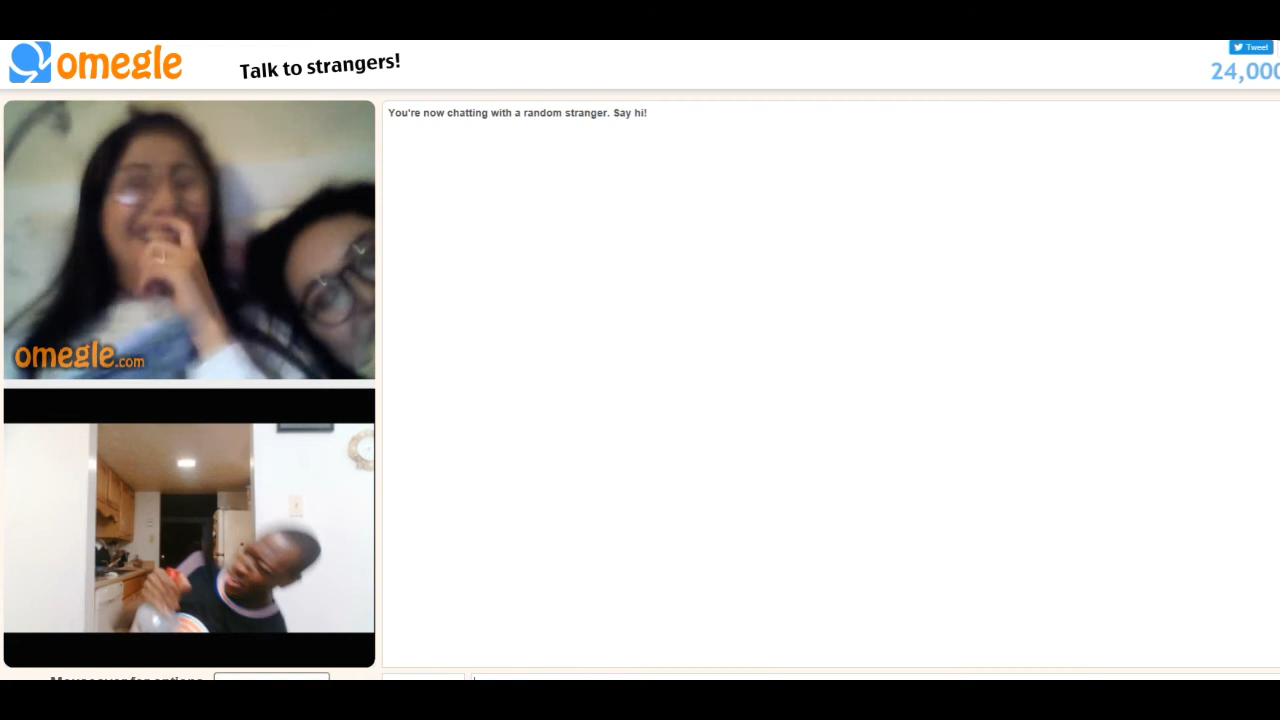 omegle
Talk to strangers!
Tweet
24,000
You're now chatting with a random stranger. Say hi!
omegle.com